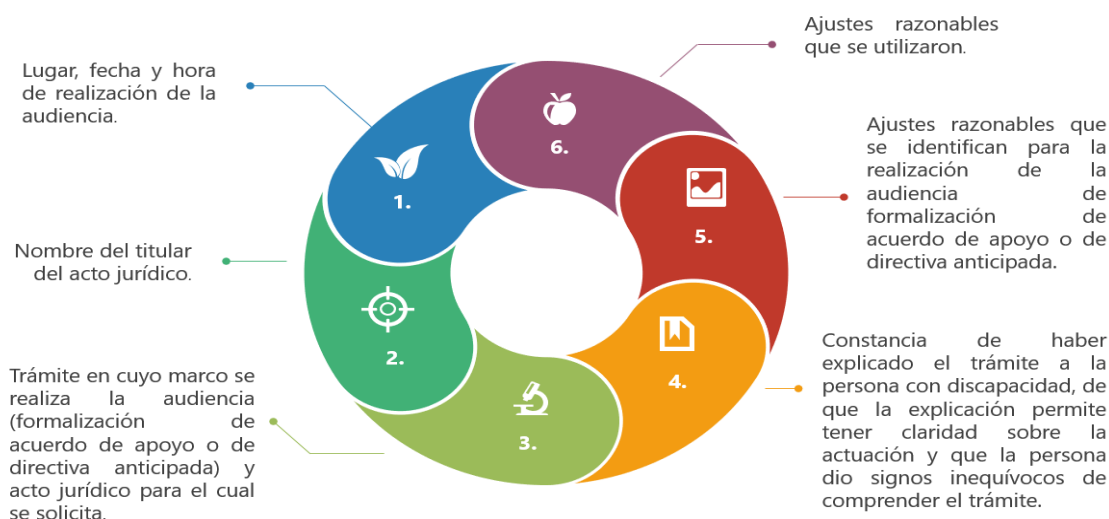 1.
Lugar, fecha y hora
de realización de la
audiencia.
2.
Nombre del titular
del acto jurídico.
3.
Trámite en cuyo marco se
realiza la audiencia
(formalización de
acuerdo de apoyo o de
directiva anticipada) y
acto jurídico para el cual
se solicita.
4.
Constancia de haber
explicado el trámite a la
persona con discapacidad, de
que la explicación permite
tener claridad sobre la
actuación y que la persona
dio signos inequívocos de
comprender el trámite.
5.
Ajustes razonables que
se identifican para la
realización de la
audiencia de
formalización de
acuerdo de apoyo o de
directiva anticipada.
6.
Ajustes razonables
que se utilizaron.